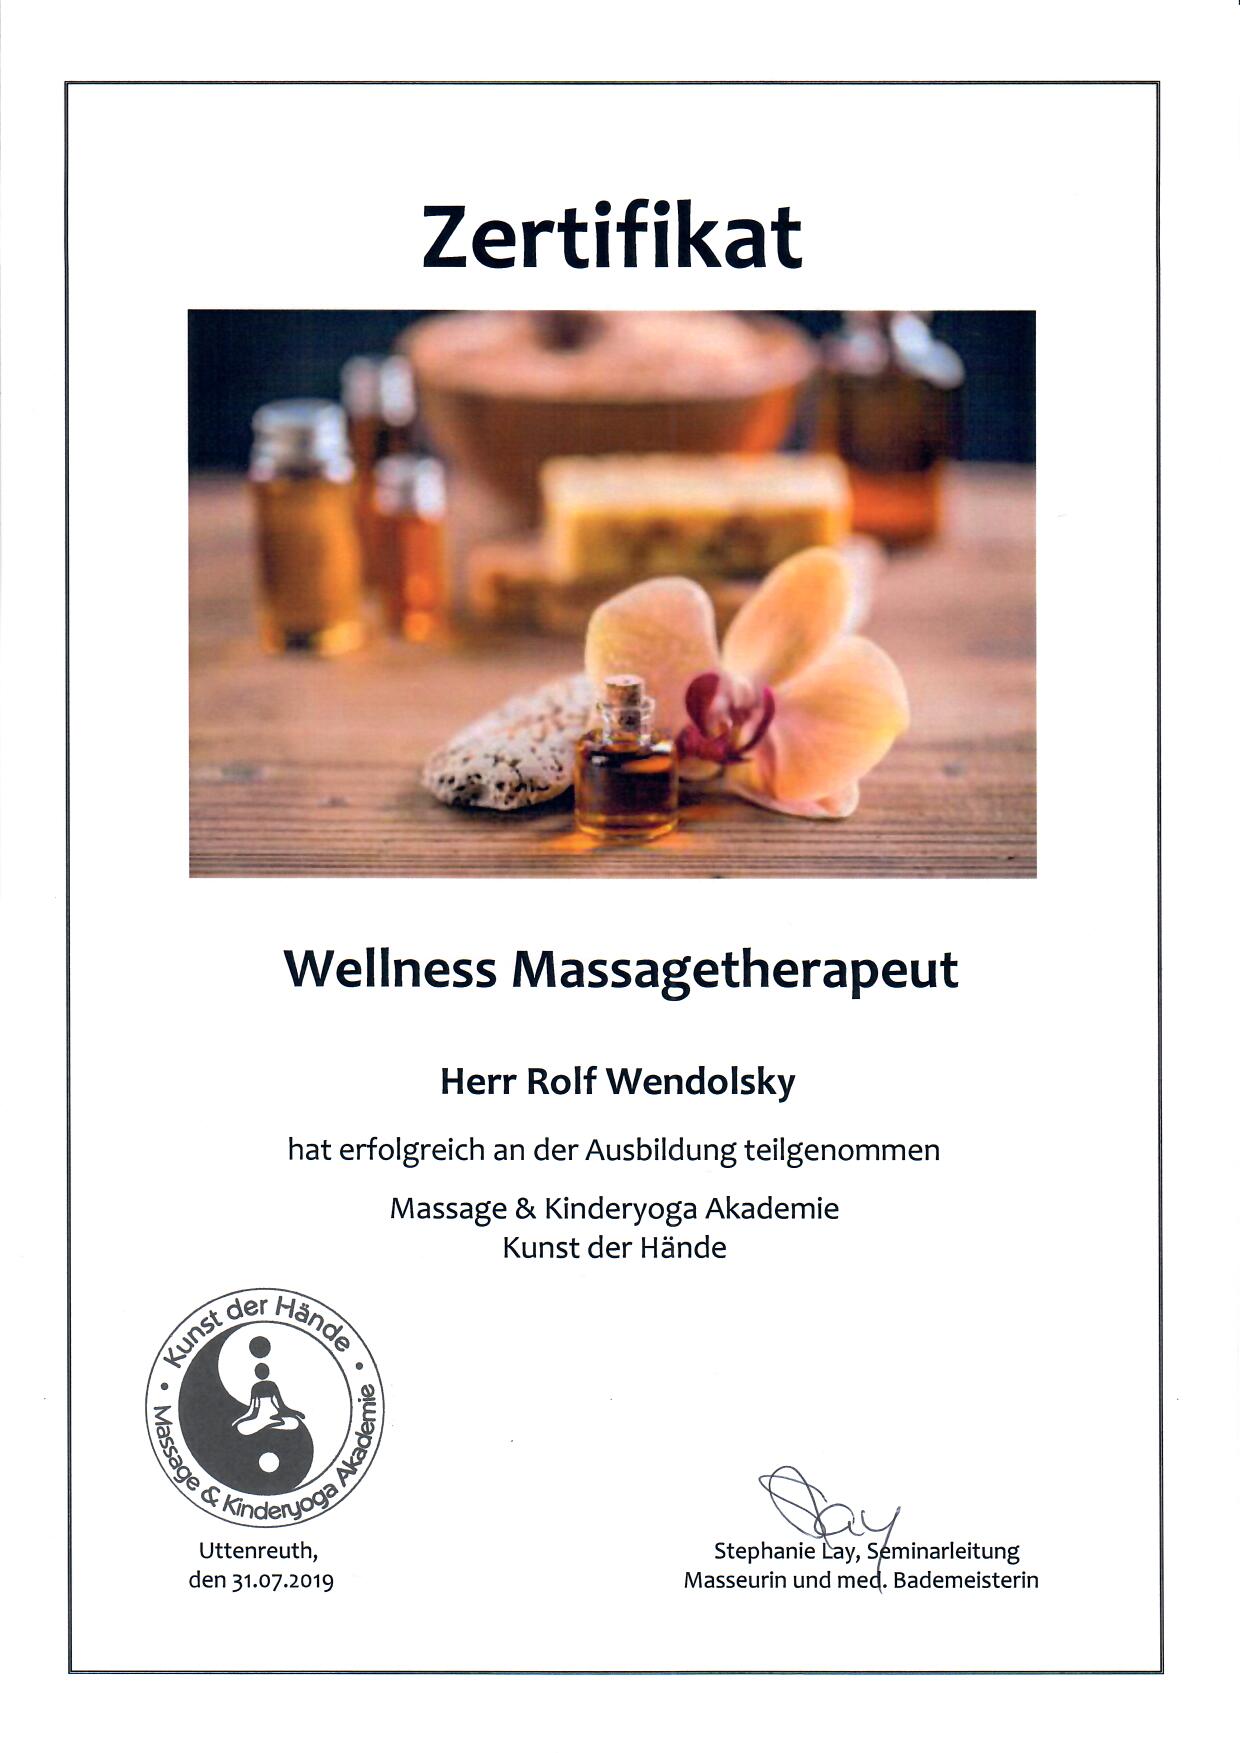 Zertifikat
Wellness Massagetherapeut
Herr Rolf Wendolsky
hat erfolgreich an der Ausbildung teilgenommen
Massage & Kinderyoga Akademie
Kunst der Hände
Kunst der Hände
Massage & Kinderyoga Akademie
Uttenreuth,
den 31.07.2019
Lay
Stephanie Lay, Seminarleitung
Masseurin und med. Bademeisterin